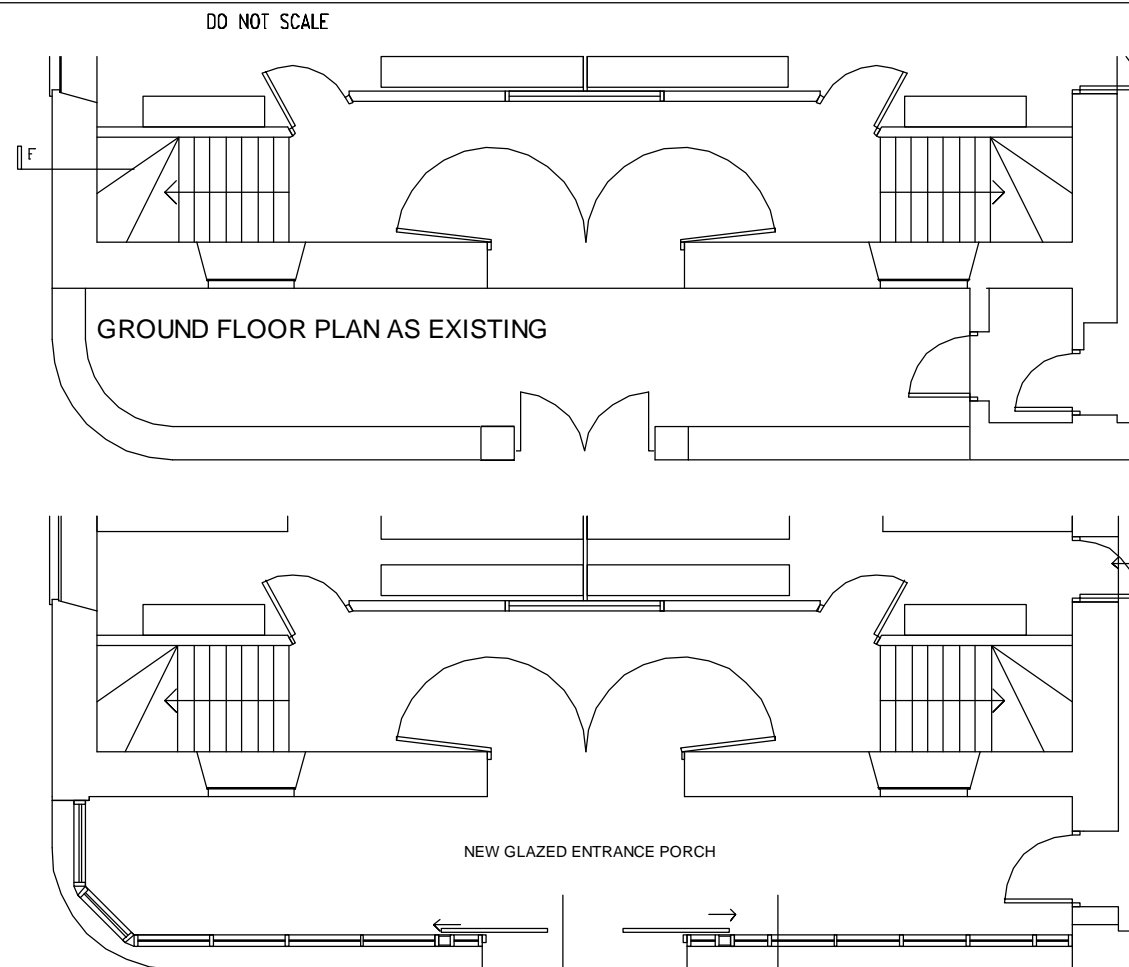 DO NOT SCALE
F
GROUND FLOOR PLAN AS EXISTING
NEW GLAZED ENTRANCE PORCH